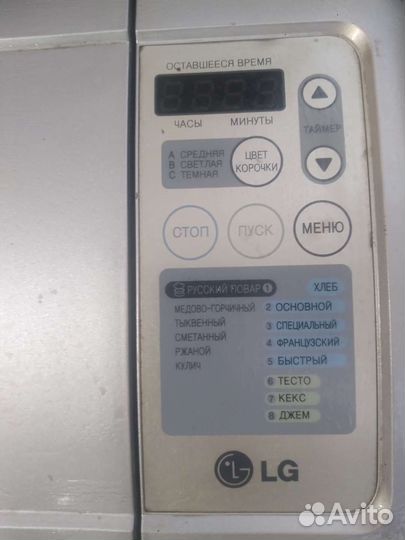 ОСТАВШЕЕСЯ ВРЕМЯ
ЧАСЫ МИНУТЫ
ТАЙМЕР
A СРЕДНЯЯ
B СВЕТЛАЯ
C ТЕМНАЯ
ЦВЕТ
КОРОЧКИ
СТОП ПУСК МЕНЮ
РУССКИЙ ПОВАР 1
МЕДОВО-ГОРЧИЧНЫЙ
ТЫКВЕННЫЙ
СМЕТАННЫЙ
РЖАНОЙ
КУЛИЧ
ХЛЕБ
2 ОСНОВНОЙ
3 СПЕЦИАЛЬНЫЙ
4 ФРАНЦУЗСКИЙ
5 БЫСТРЫЙ
6 ТЕСТО
7 КЕКС
8 ДЖЕМ
LG
Avito